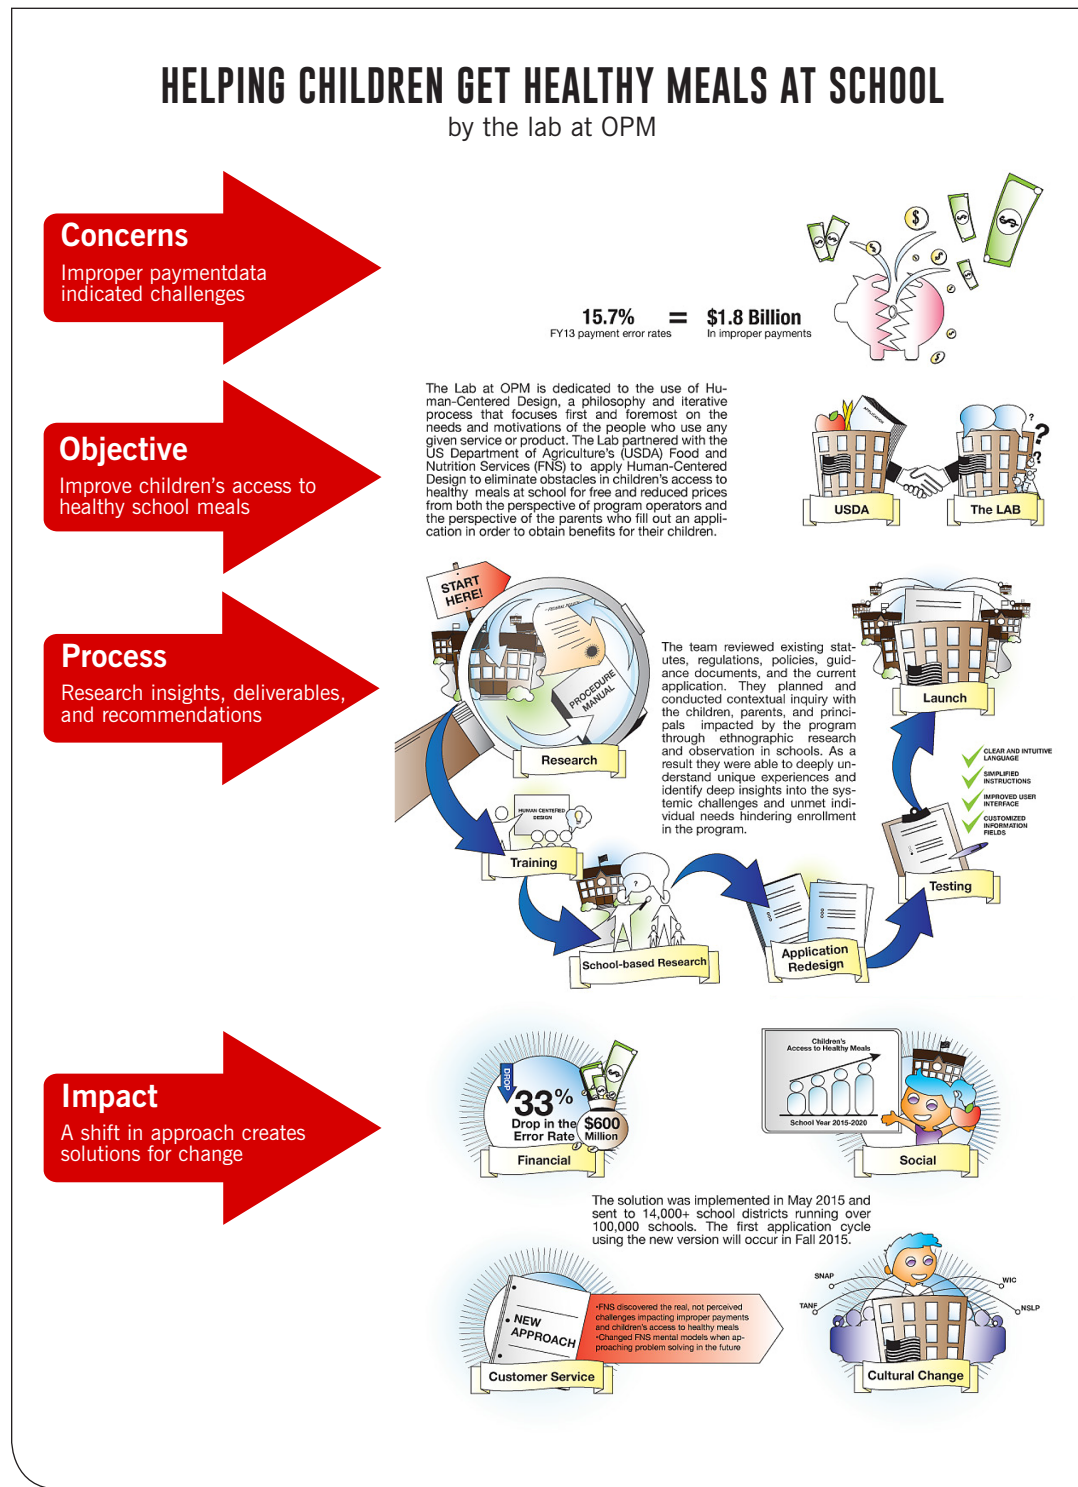 HELPING CHILDREN GET HEALTHY MEALS AT SCHOOL
by the lab at OPM
Concerns
Improper paymentdata
indicated challenges
15.7%
FY13 payment error rates
=
$1.8 Billion
In improper payments
Objective
Improve children's access to
healthy school meals
The Lab at OPM is dedicated to the use of Hu-
man-Centered Design, a philosophy and iterative
process that focuses first and foremost on the
needs and motivations of the people who use any
given service or product. The Lab partnered with the
US Department of Agriculture's (USDA) Food and
Nutrition Services (FNS) to apply Human-Centered
Design to eliminate obstacles in children's access to
healthy meals at school for free and reduced prices
from both the perspective of program operators and
the perspective of the parents who fill out an appli-
cation in order to obtain benefits for their children.
APPLICATION
USDA
The LAB
Process
Research insights, deliverables,
and recommendations
START
HERE!
PROCEDURE
MANUAL
Research
The team reviewed existing stat-
utes, regulations, policies, guid-
ance documents, and the current
application. They planned and
conducted contextual inquiry with
the children, parents, and princi-
pals impacted by the program
through ethnographic research
and observation in schools. As a
result they were able to deeply un-
derstand unique experiences and
identify deep insights into the sys-
temic challenges and unmet indi-
vidual needs hindering enrollment
in the program.
HUMAN CENTERED
DESIGN
Training
School-based Research
Application
Redesign
Testing
CLEAR AND INTUITIVE
LANGUAGE
SIMPLIFIED
INSTRUCTIONS
IMPROVED USER
INTERFACE
CUSTOMIZED
INFORMATION
FIELDS
Launch
Impact
A shift in approach creates
solutions for change
DROP
33%
Drop in the
Error Rate
$600
Million
Financial
Children's
Access to Healthy Meals
School Year 2015-2020
Social
The solution was implemented in May 2015 and
sent to 14,000+ school districts running over
100,000 schools. The first application cycle
using the new version will occur in Fall 2015.
NEW
APPROACH
•FNS discovered the real, not perceived
challenges impacting improper payments
and children's access to healthy meals
•Changed FNS mental models when ap-
proaching problem solving in the future
Customer Service
SNAP
TANF
WIC
NSLP
Cultural Change